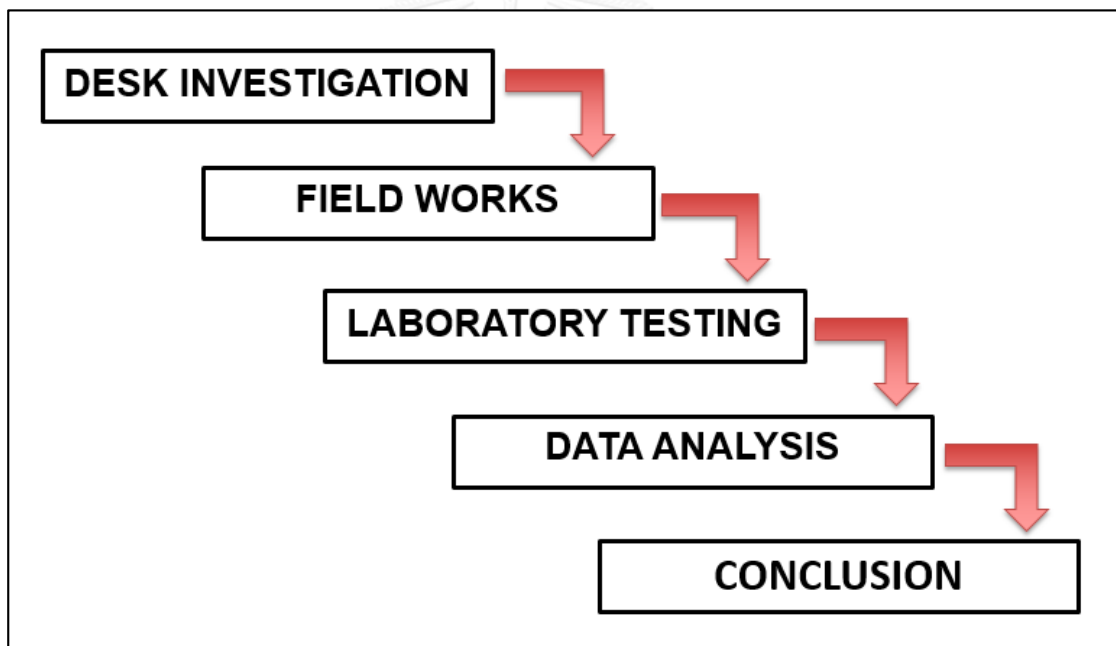 DESK INVESTIGATION
FIELD WORKS
LABORATORY TESTING
DATA ANALYSIS
CONCLUSION